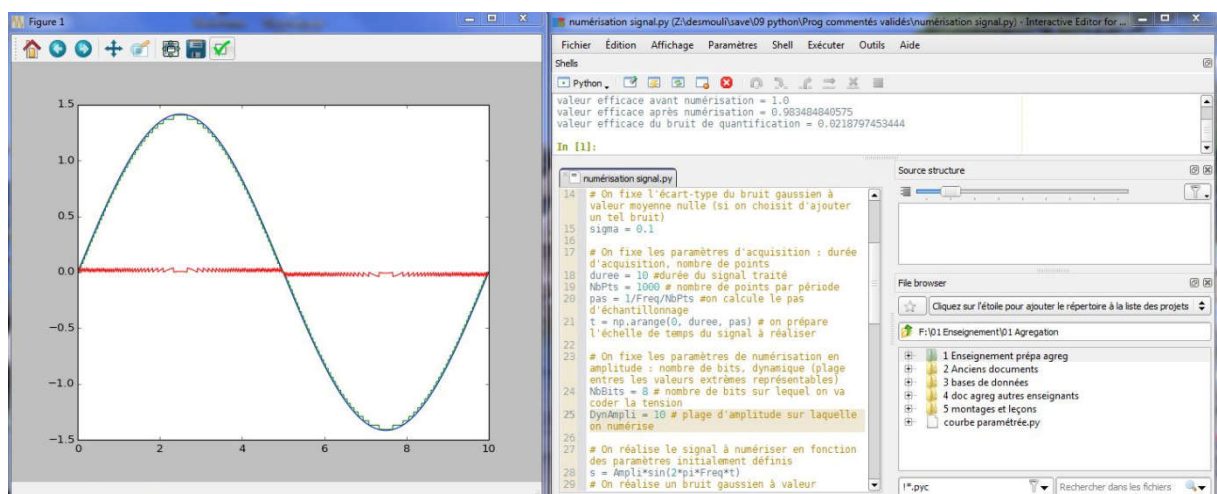 Figure 1
1.5
1.0
0.5
0.0
−0.5
−1.0
−1.5
0
2
4
6
8
10
numérisation signal.py (Z:\desmouli\save\09 python\Prog commentés validés\numérisation signal.py) - Interactive Editor for ...
Fichier Édition Affichage Paramètres Shell Exécuter Outils Aide
Shells
Python
valeur efficace avant numérisation = 1.0
valeur efficace après numérisation = 0.983484840575
valeur efficace du bruit de quantification = 0.0218797453444
In [1]:
numérisation signal.py
14 # On fixe l'écart-type du bruit gaussien à
valeur moyenne nulle (si on choisit d'ajouter
un tel bruit)
15 sigma = 0.1
16
17 # On fixe les paramètres d'acquisition : durée
d'acquisition, nombre de points
18 duree = 10 #durée du signal traité
19 NbPts = 1000 # nombre de points par période
20 pas = 1/Freq/NbPts #on calcule le pas
d'échantillonnage
21 t = np.arange(0, duree, pas) # on prépare
l'échelle de temps du signal à réaliser
22
23 # On fixe les paramètres de numérisation en
amplitude : nombre de bits, dynamique (plage
entres les valeurs extrèmes représentables)
24 NbBits = 8 # nombre de bits sur lequel on va
coder la tension
25 DynAmpli = 10 # plage d'amplitude sur laquelle
on numérise
26
27 # On réalise le signal à numériser en fonction
des paramètres initialement définis
28 s = Ampli*sin(2*pi*Freq*t)
29 # On réalise un bruit gaussien à valeur
Source structure
File browser
Cliquez sur l'étoile pour ajouter le répertoire à la liste des projets
F:\01 Enseignement\01 Agregation
1 Enseignement prépa agreg
2 Anciens documents
3 bases de données
4 doc agreg autres enseignants
5 montages et leçons
courbe paramétrée.py
!*.pyc
Rechercher dans les fichiers